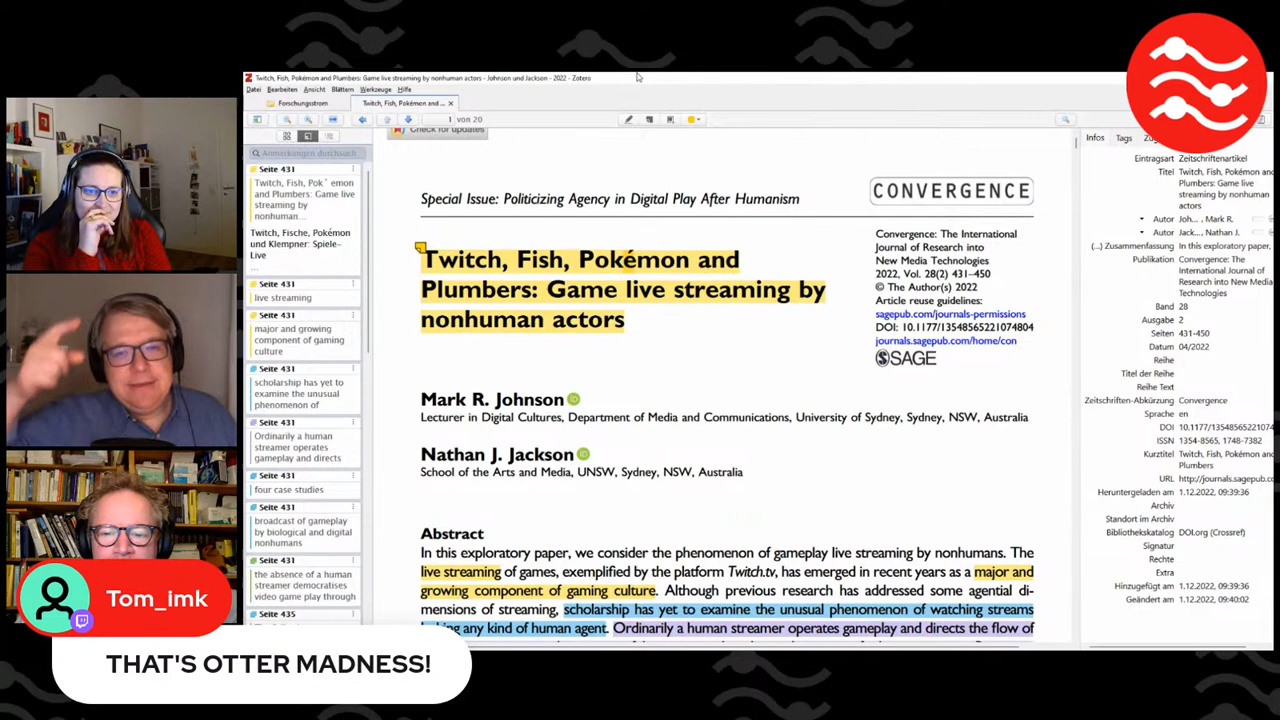 Twitch, Fish, Pokémon and Plumbers: Game live streaming by nonhuman actors - Johnson und Jackson - 2022 - Zotero
Datei Bearbeiten Ansicht Blättern Werkzeuge Hilfe
Forschungsstrom
Twitch, Fish, Pokémon and ...
1 von 20
Anmerkungen durchsuch
Seite 431
Twitch, Fish, Pok´emon
and Plumbers: Game live
streaming by
nonhuman...
Twitch, Fische, Pokémon
und Klempner: Spiele-
Live
...
Seite 431
live streaming
Seite 431
major and growing
component of gaming
culture
Seite 431
scholarship has yet to
examine the unusual
phenomenon of
Seite 431
Ordinarily a human
streamer operates
gameplay and directs
Seite 431
four case studies
Seite 431
broadcast of gameplay
by biological and digital
nonhumans
Seite 431
the absence of a human
streamer democratises
video game play through
Seite 435
Check for updates
Special Issue: Politicizing Agency in Digital Play After Humanism
CONVERGENCE
Twitch, Fish, Pokémon and
Plumbers: Game live streaming by
nonhuman actors
Convergence: The International
Journal of Research into
New Media Technologies
2022, Vol. 28(2) 431–450
© The Author(s) 2022
Article reuse guidelines:
sagepub.com/journals-permissions
DOI: 10.1177/13548565221074804
journals.sagepub.com/home/con
SAGE
Mark R. Johnson
Lecturer in Digital Cultures, Department of Media and Communications, University of Sydney, Sydney, NSW, Australia
Nathan J. Jackson
School of the Arts and Media, UNSW, Sydney, NSW, Australia
Abstract
In this exploratory paper, we consider the phenomenon of gameplay live streaming by nonhumans. The
live streaming of games, exemplified by the platform Twitch.tv, has emerged in recent years as a major and
growing component of gaming culture. Although previous research has addressed some agential di-
mensions of streaming, scholarship has yet to examine the unusual phenomenon of watching streams
any kind of human agent. Ordinarily a human streamer operates gameplay and directs the flow of
Infos Tags
Eintragsart Zeitschriftenartikel
Titel Twitch, Fish, Pokémon and
Plumbers: Game live
streaming by nonhuman
actors
Autor Joh..., Mark R.
Autor Jack..., Nathan J.
(...) Zusammenfassung In this exploratory paper,
Publikation Convergence: The
International Journal of
Research into New Media
Technologies
Band 28
Ausgabe 2
Seiten 431-450
Datum 04/2022
Reihe
Titel der Reihe
Reihe Text
Zeitschriften-Abkürzung Convergence
Sprache en
DOI 10.1177/13548565221074
ISSN 1354-8565, 1748-7382
Kurztitel Twitch, Fish, Pokémon and
Plumbers
URL http://journals.sagepub.co
Heruntergeladen am 1.12.2022, 09:39:36
Archiv
Standort im Archiv
Bibliothekskatalog DOI.org (Crossref)
Signatur
Rechte
Extra
Hinzugefügt am 1.12.2022, 09:39:36
Geändert am 1.12.2022, 09:40:02
Tom_imk
THAT'S OTTER MADNESS!